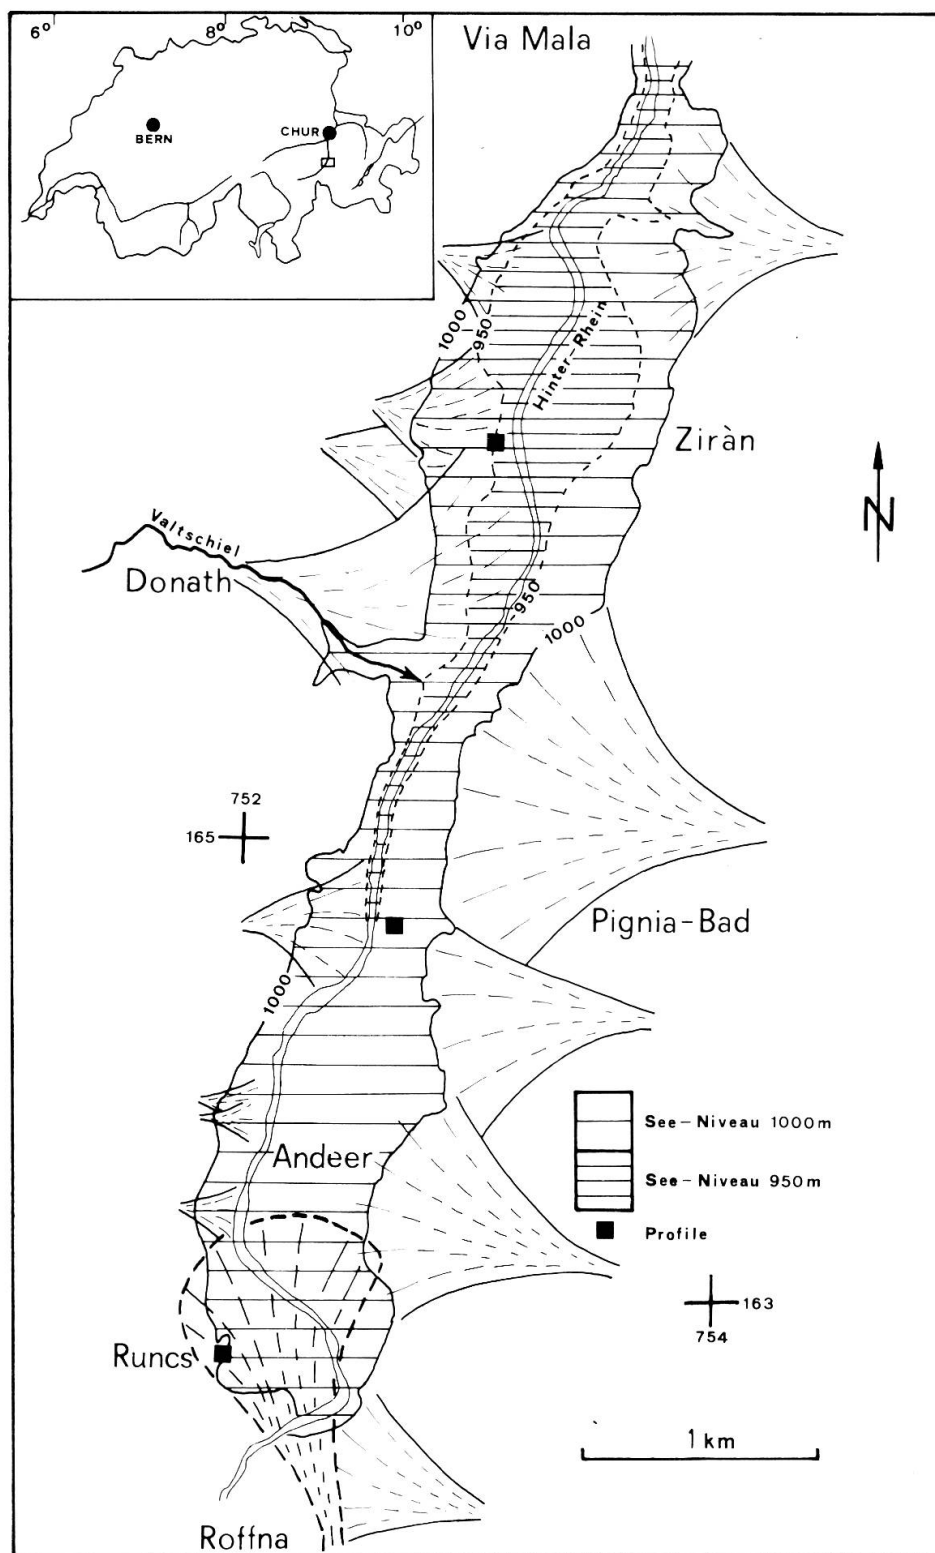 6° 8° 10°
BERN
CHUR
Via Mala
1000
950
Hinter-Rhein
Ziràn
N
Valtschiel
Donath
950
1000
752
165
Pignia-Bad
1000
See-Niveau 1000m
Andeer
See-Niveau 950m
Profile
163
754
Runcs
1 km
Roffna